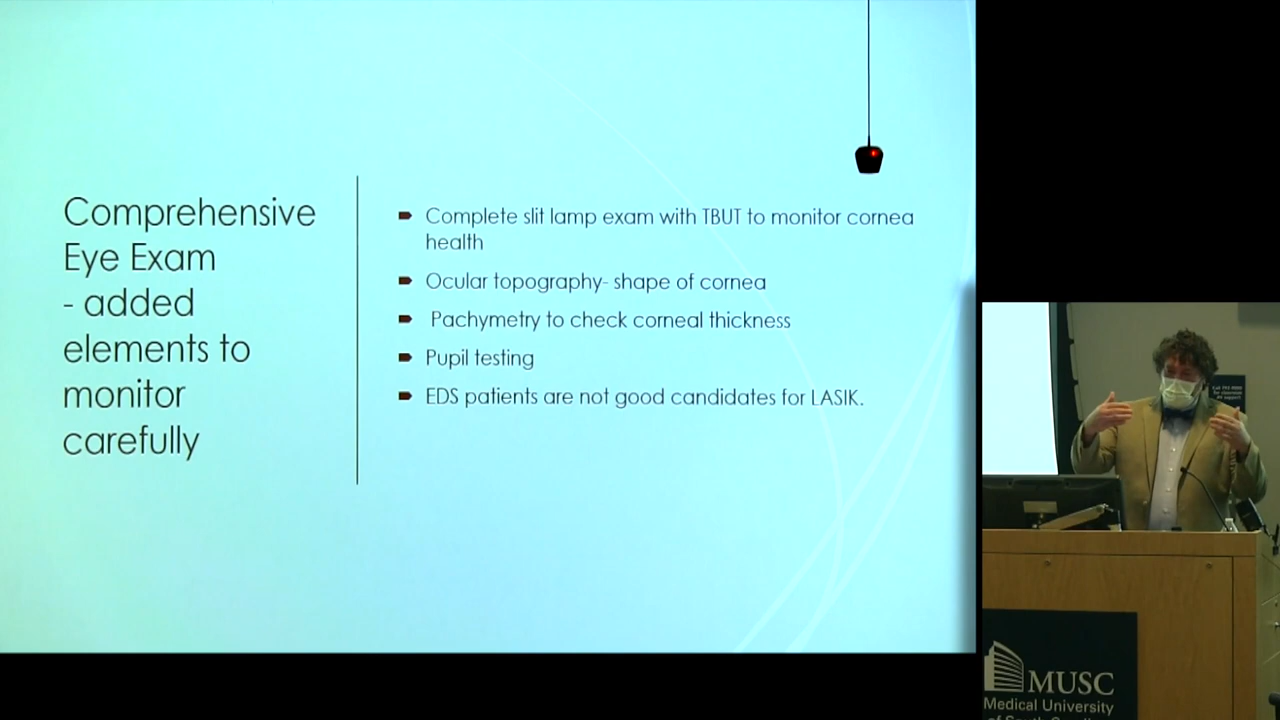 Comprehensive
Eye Exam
- added
elements to
monitor
carefully
Complete slit lamp exam with TBUT to monitor cornea
health
Ocular topography- shape of cornea
Pachymetry to check corneal thickness
Pupil testing
EDS patients are not good candidates for LASIK.
MUSC
Medical University